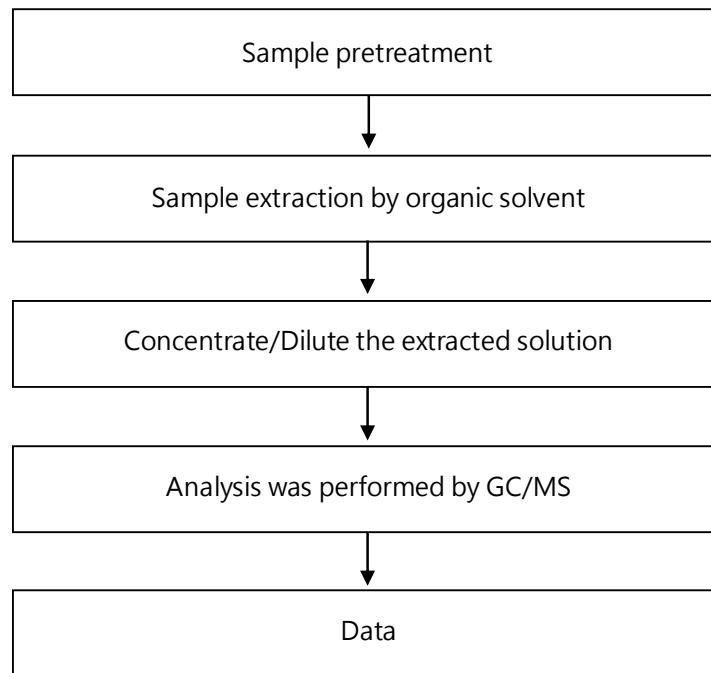 Sample pretreatment
Sample extraction by organic solvent
Concentrate/Dilute the extracted solution
Analysis was performed by GC/MS
Data